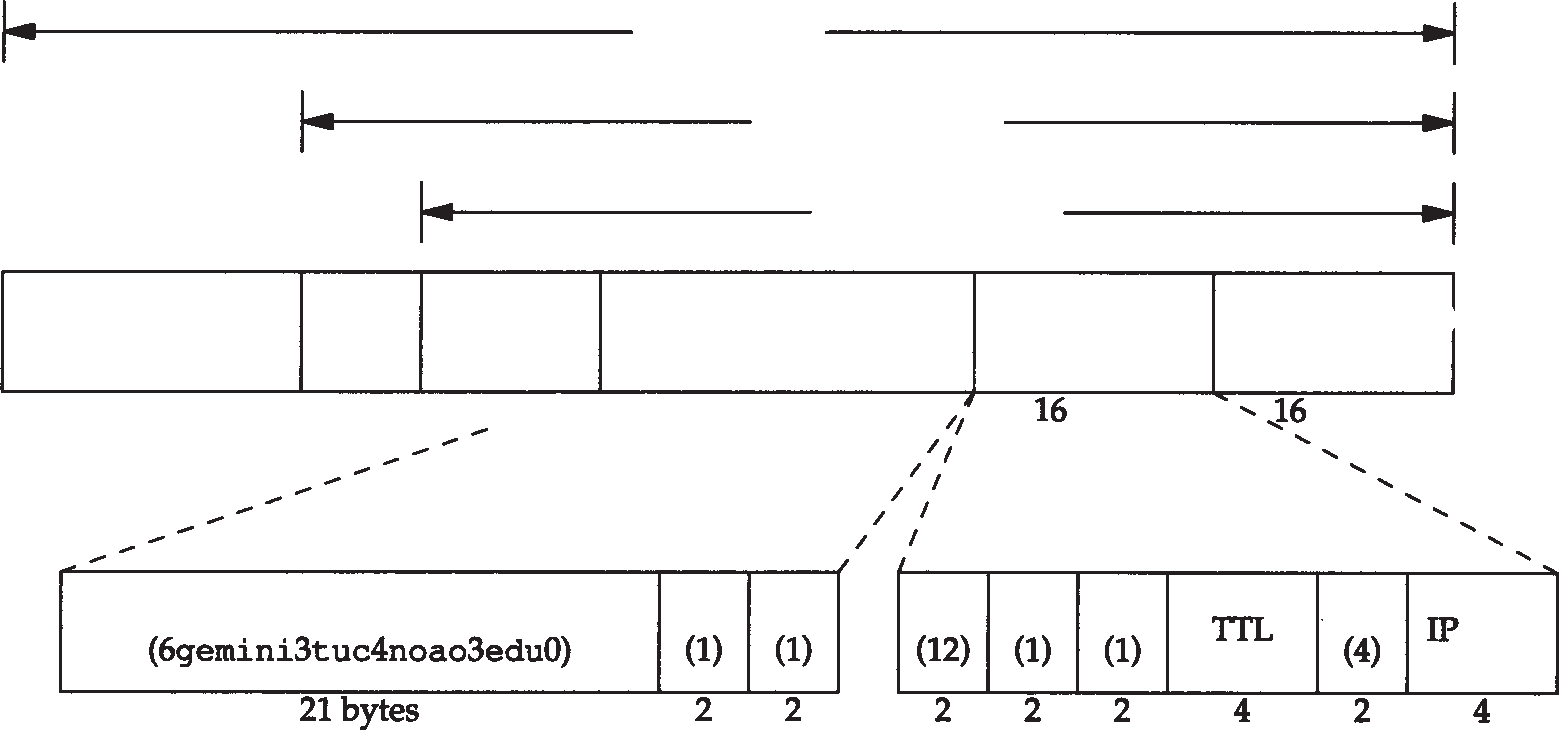 16 16
(6gemini3tuc4noao3edu0) (1) (1) (12) (1) (1) TTL (4) IP
21 bytes 2 2 2 2 2 4 2 4